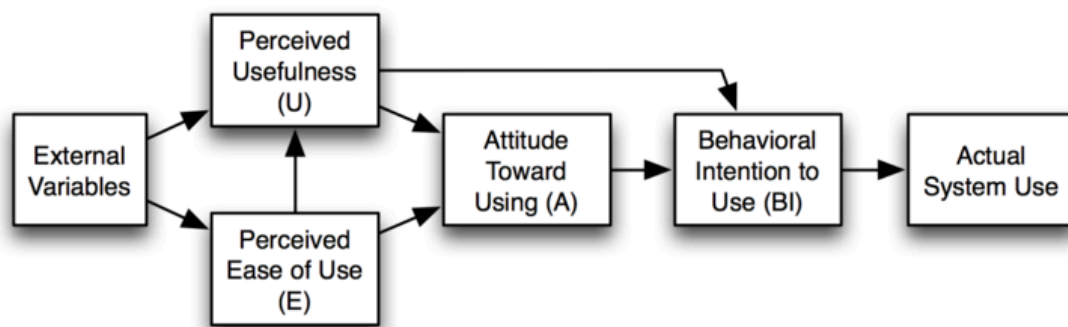 External
Variables
Perceived
Usefulness
(U)
Perceived
Ease of Use
(E)
Attitude
Toward
Using (A)
Behavioral
Intention to
Use (BI)
Actual
System Use